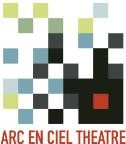 ARC EN CIEL THEATRE